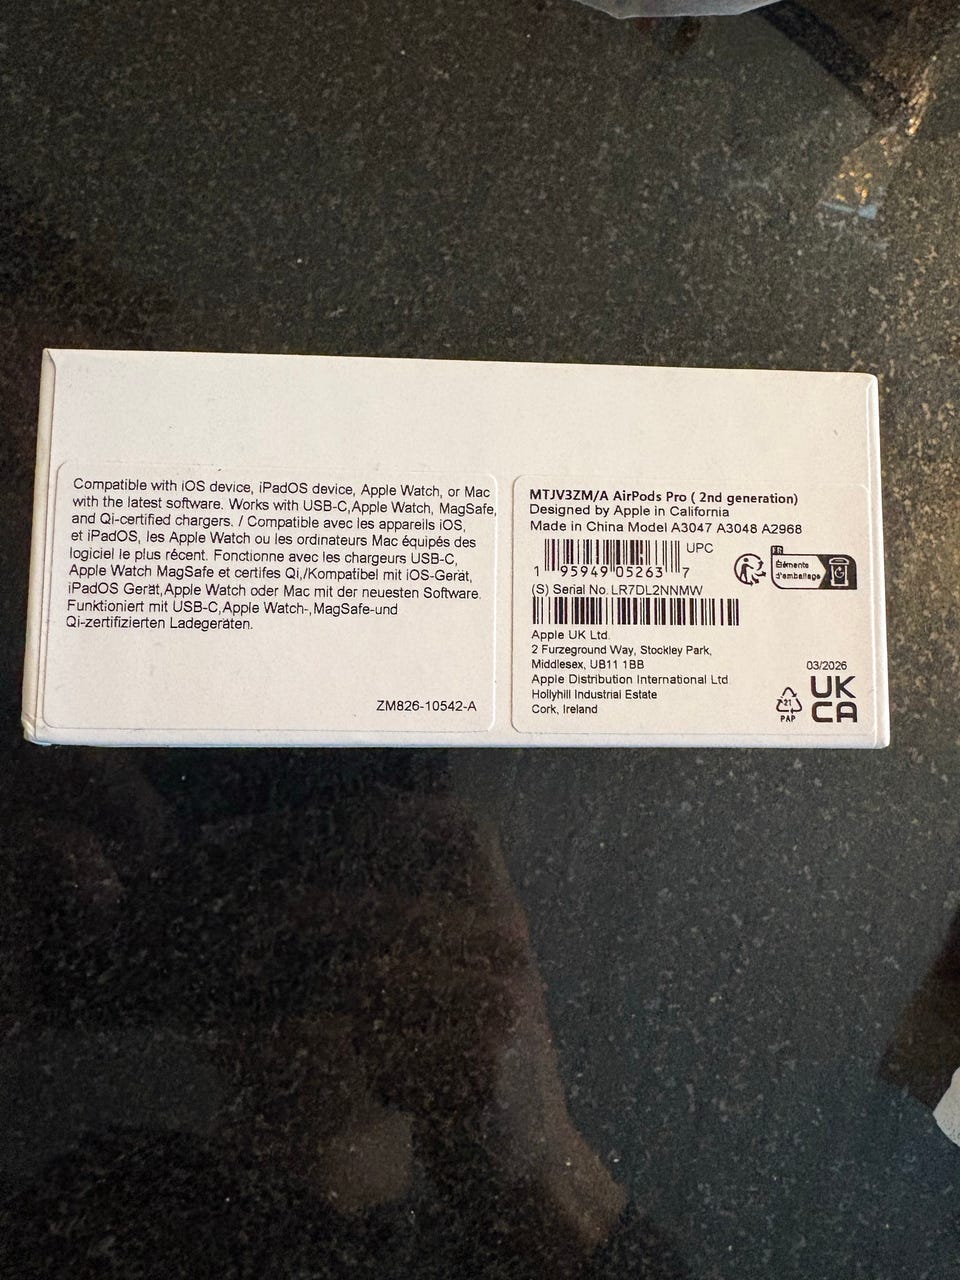 Compatible with iOS device, iPadOS device, Apple Watch, or Mac
with the latest software. Works with USB-C,Apple Watch, MagSafe,
and Qi-certified chargers. / Compatible avec les appareils iOS,
et iPadOS, les Apple Watch ou les ordinateurs Mac équipés des
logiciel le plus récent. Fonctionne avec les chargeurs USB-C,
Apple Watch MagSafe et certifes Qi,/Kompatibel mit iOS-Gerät,
iPadOS Gerät,Apple Watch oder Mac mit der neuesten Software.
Funktioniert mit USB-C,Apple Watch-,MagSafe-und
Qi-zertifizierten Ladegeräten.
ZM826-10542-A
MTJV3ZM/A AirPods Pro ( 2nd generation)
Designed by Apple in California
Made in China Model A3047 A3048 A2968
UPC
1 95949 05263 7
FR
Éléments
d'emballage
(S) Serial No. LR7DL2NNMW
Apple UK Ltd.
2 Furzeground Way, Stockley Park,
Middlesex, UB11 1BB
Apple Distribution International Ltd
Hollyhill Industrial Estate
Cork, Ireland
03/2026
21
PAP
UK
CA